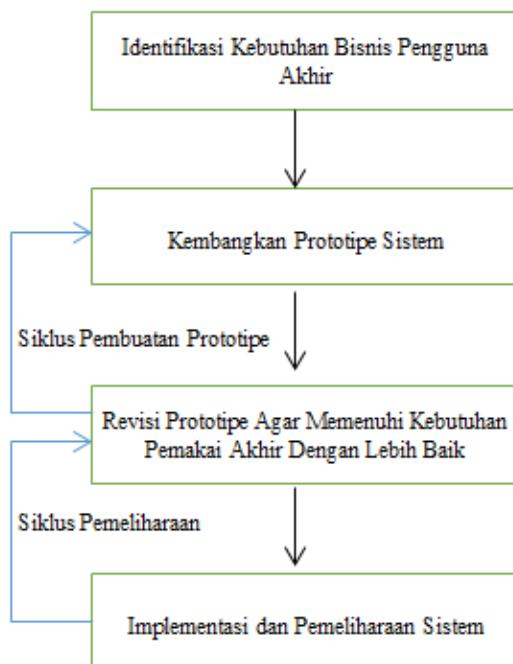 Identifikasi Kebutuhan Bisnis Pengguna
Akhir
Kembangkan Prototipe Sistem
Siklus Pembuatan Prototipe
Revisi Prototipe Agar Memenuhi Kebutuhan
Pemakai Akhir Dengan Lebih Baik
Siklus Pemeliharaan
Implementasi dan Pemeliharaan Sistem